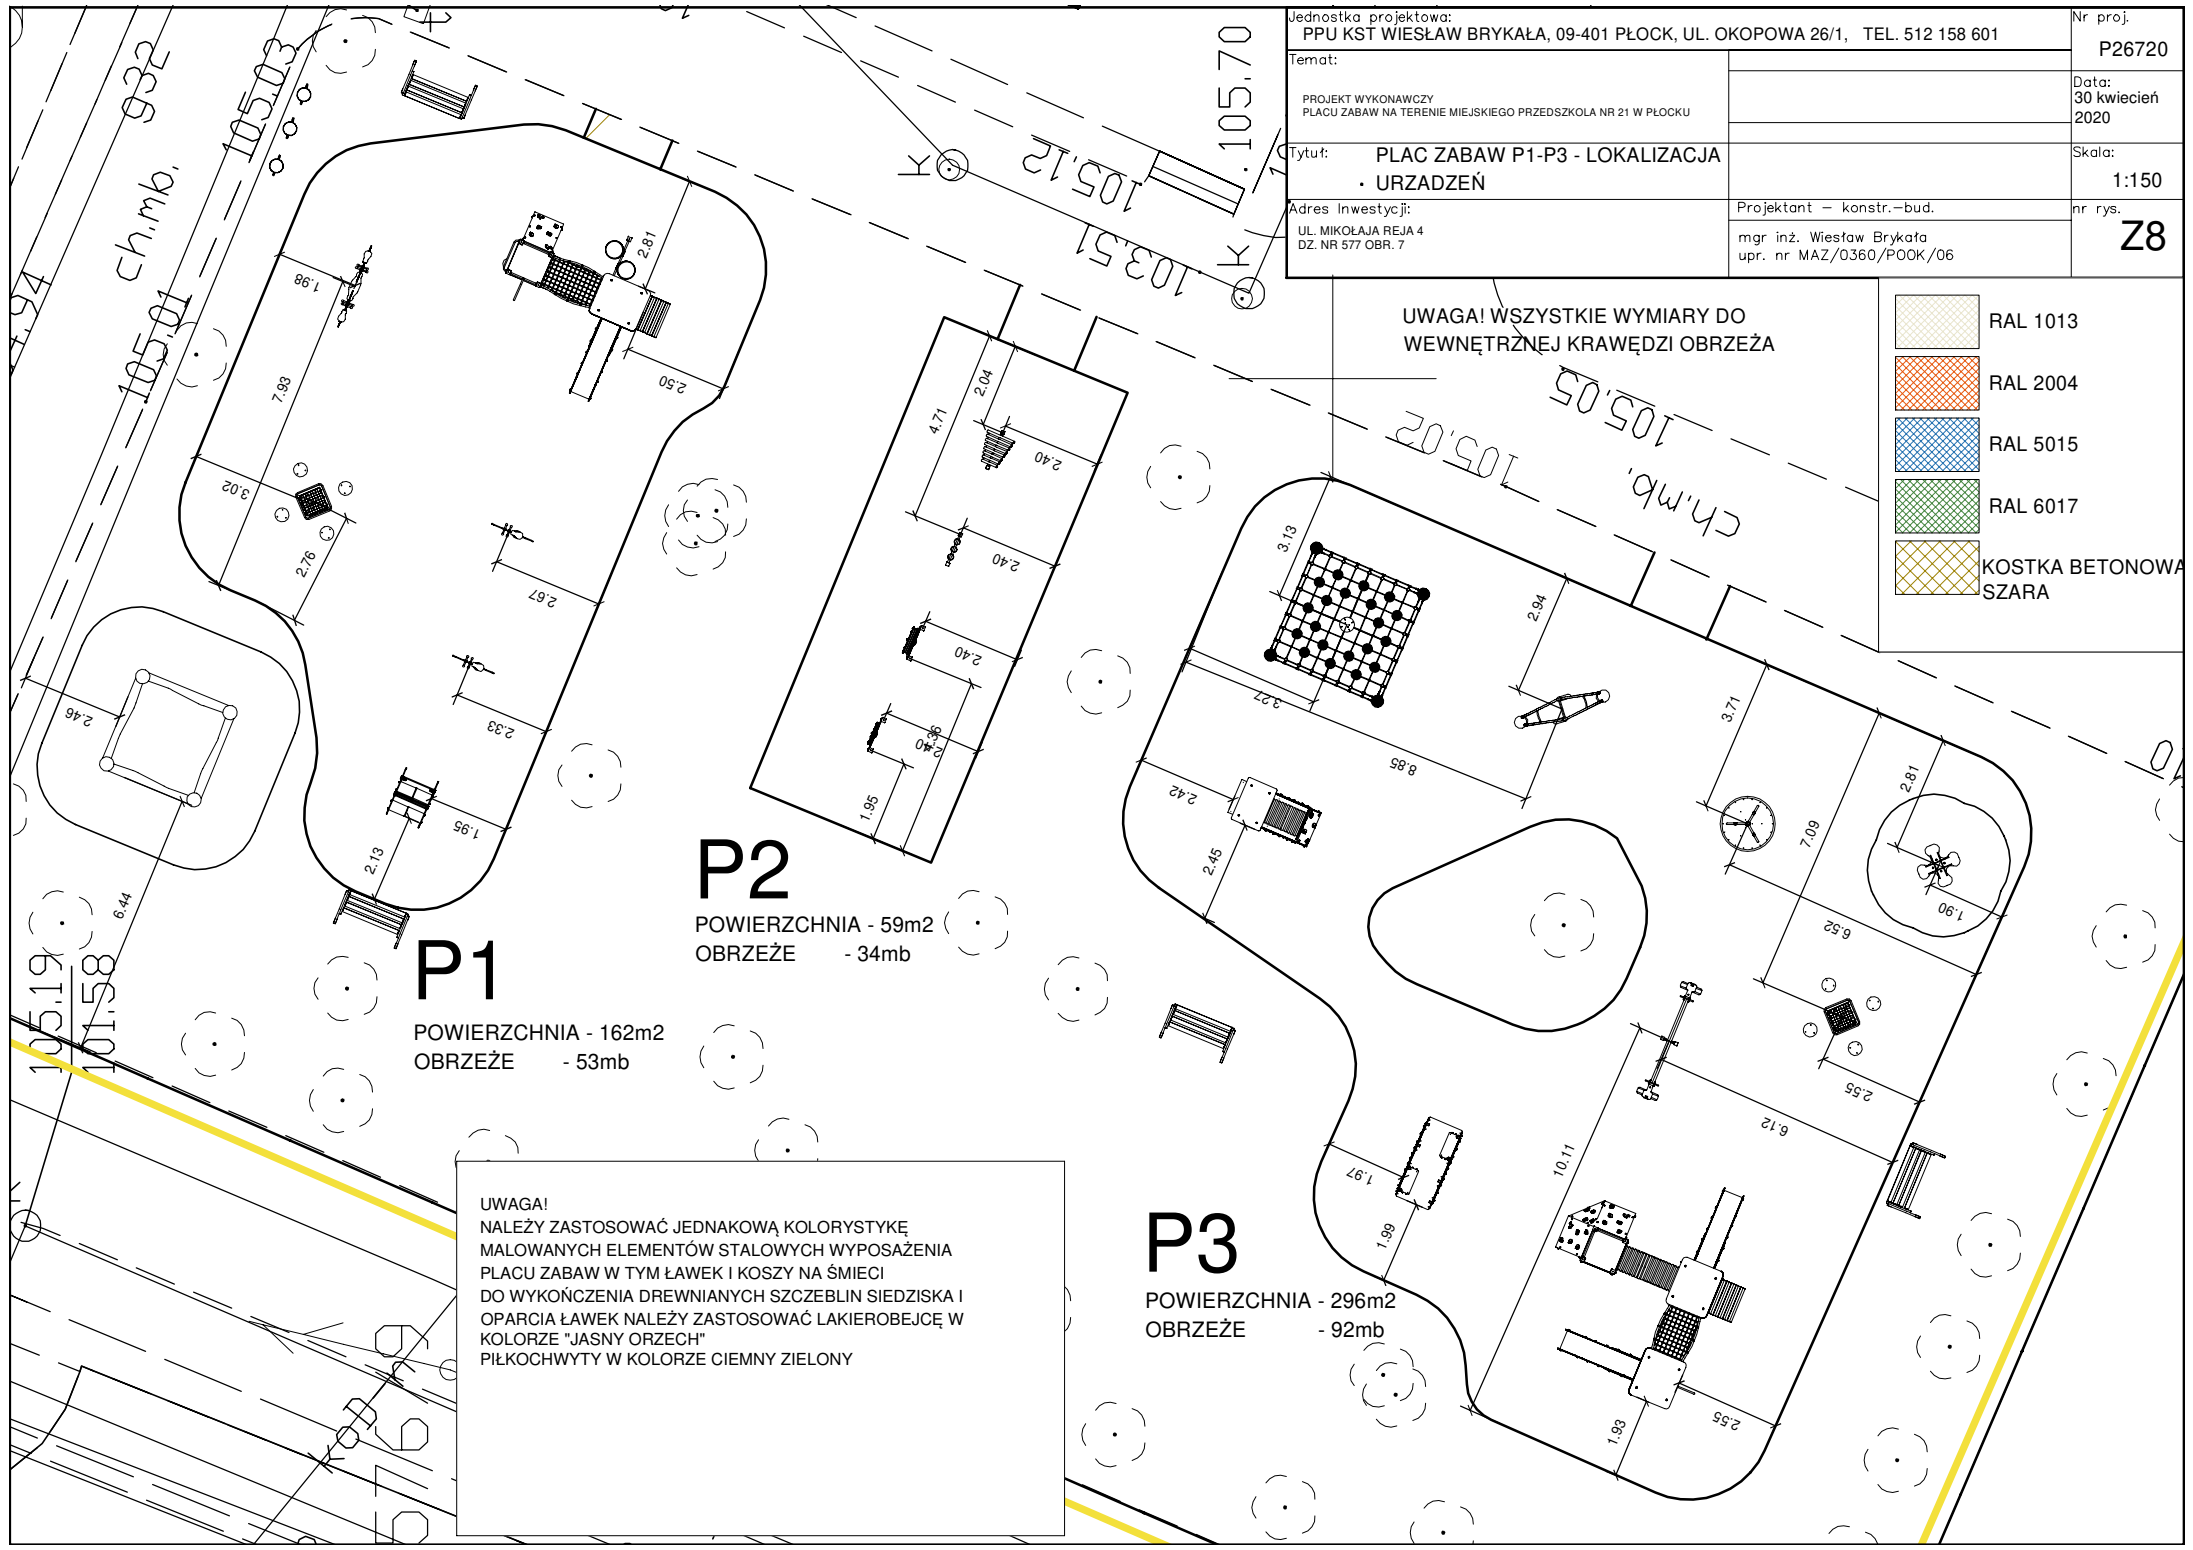 Jednostka projektowa:
PPU KST WIESŁAW BRYKAŁA, 09-401 PŁOCK, UL. OKOPOWA 26/1, TEL. 512 158 601
Nr proj.
P26720
Temat:
PROJEKT WYKONAWCZY
PLACU ZABAW NA TERENIE MIEJSKIEGO PRZEDSZKOLA NR 21 W PŁOCKU
Data:
30 kwiecień
2020
Tytuł:
PLAC ZABAW P1-P3 - LOKALIZACJA
URZADZEŃ
Skala:
1:150
Adres Inwestycji:
UL. MIKOŁAJA REJA 4
DZ. NR 577 OBR. 7
Projektant – konstr.–bud.
mgr inż. Wiesław Brykała
upr. nr MAZ/0360/POOK/06
nr rys.
Z8
UWAGA! WSZYSTKIE WYMIARY DO
WEWNĘTRZNEJ KRAWĘDZI OBRZEŻA
RAL 1013
RAL 2004
RAL 5015
RAL 6017
KOSTKA BETONOWA
SZARA
932
105.03
ch.mb.
105.01
105.70
K
105.12
103.51
K
105.05
105.02
ch.mb.
1.98
2.81
7.93
2.50
3.02
2.76
2.67
2.33
1.95
2.13
2.46
6.44
2.04
4.71
2.40
2.40
2.40
2.40
4.36
1.95
3.13
2.94
3.27
8.85
2.42
2.45
3.71
7.09
2.81
1.90
6.52
2.55
6.12
10.11
1.97
1.99
2.55
1.93
P1
POWIERZCHNIA - 162m2
OBRZEŻE - 53mb
P2
POWIERZCHNIA - 59m2
OBRZEŻE - 34mb
P3
POWIERZCHNIA - 296m2
OBRZEŻE - 92mb
105.19
101.58
UWAGA!
NALEŻY ZASTOSOWAĆ JEDNAKOWĄ KOLORYSTYKĘ
MALOWANYCH ELEMENTÓW STALOWYCH WYPOSAŻENIA
PLACU ZABAW W TYM ŁAWEK I KOSZY NA ŚMIECI
DO WYKOŃCZENIA DREWNIANYCH SZCZEBLIN SIEDZISKA I
OPARCIA ŁAWEK NALEŻY ZASTOSOWAĆ LAKIEROBEJCĘ W
KOLORZE "JASNY ORZECH"
PIŁKOCHWYTY W KOLORZE CIEMNY ZIELONY